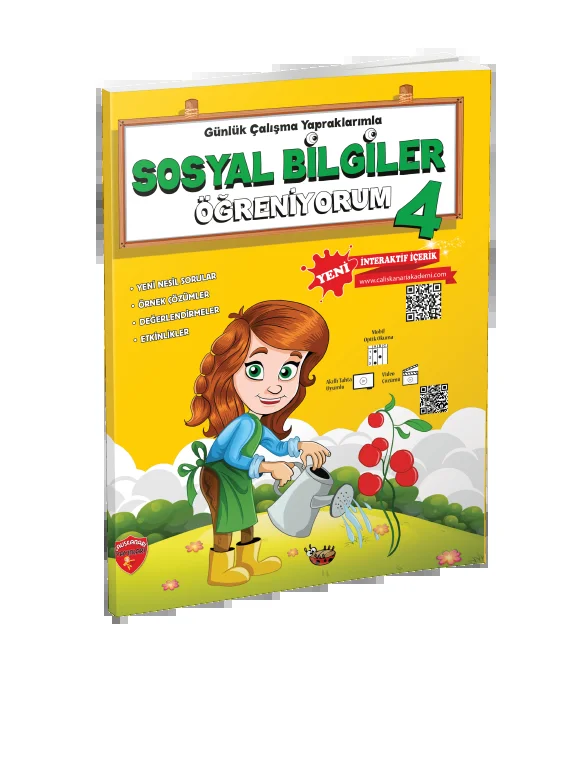 Günlük Çalışma Yapraklarımla
SOSYAL BİLGİLER
ÖĞRENİYORUM 4
YENİ
İNTERAKTİF İÇERİK
www.caliskanariakademi.com
• YENİ NESİL SORULAR
• ÖRNEK ÇÖZÜMLER
• DEĞERLENDİRMELER
• ETKİNLİKLER
Mobil
Optik Okuma
Akıllı Tahta
Uyumlu
Video
Çözümü